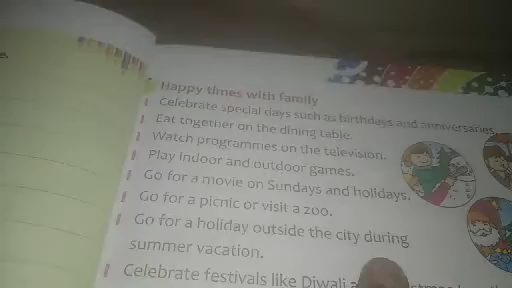 Happy times with family
Celebrate special days such as birthdays and anniversaries
Eat together on the dining table.
Watch programmes on the television.
Play indoor and outdoor games.
Go for a movie on Sundays and holidays.
Go for a picnic or visit a zoo.
Go for a holiday outside the city during
summer vacation.
Celebrate festivals like Diwali